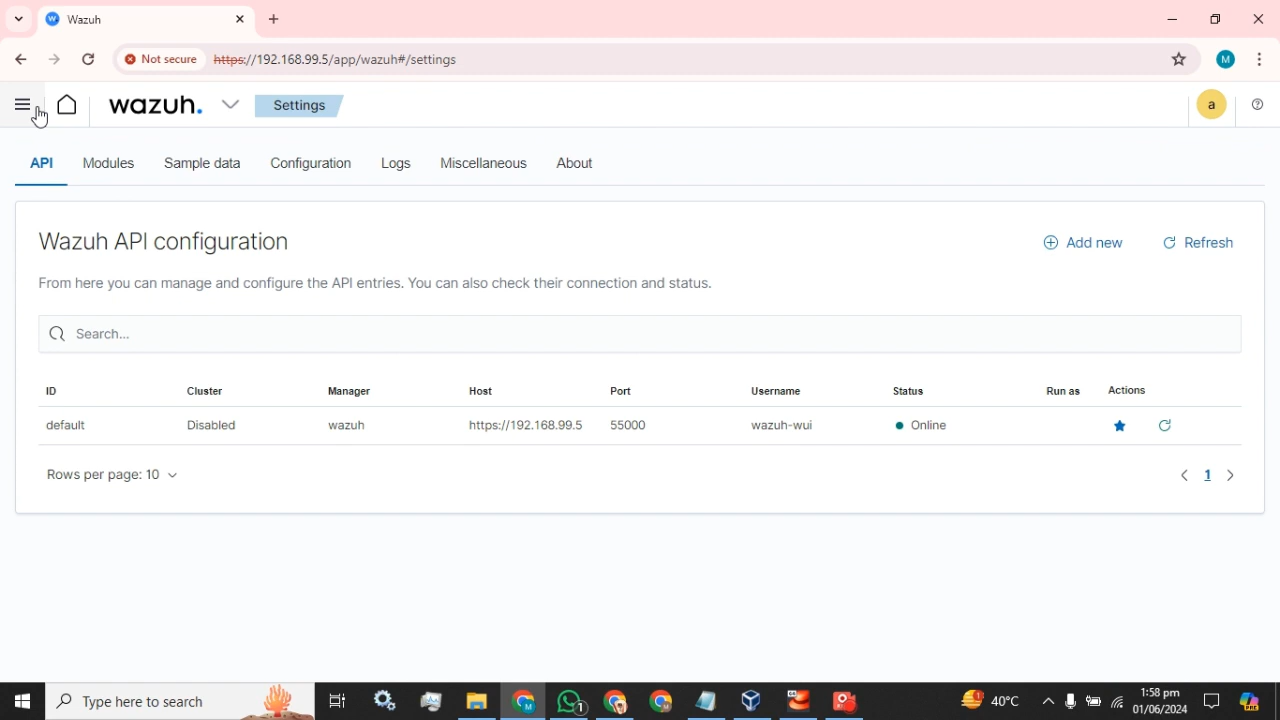 Wazuh
Not secure https://192.168.99.5/app/wazuh#/settings M
wazuh. Settings a
API Modules Sample data Configuration Logs Miscellaneous About
Wazuh API configuration Add new Refresh
From here you can manage and configure the API entries. You can also check their connection and status.
Search...
ID Cluster Manager Host Port Username Status Run as Actions
default Disabled wazuh https://192.168.99.5 55000 wazuh-wui Online
Rows per page: 10 1
Type here to search 40°C 1:58 pm
01/06/2024